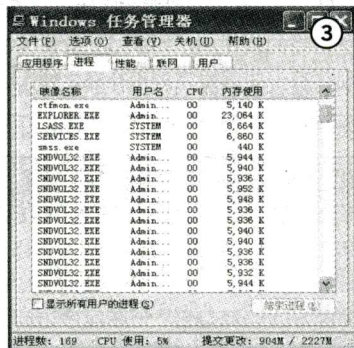 Windows 任务管理器
③
文件(F) 选项(O) 查看(V) 关机(U) 帮助(H)
应用程序 进程 性能 联网 用户
映像名称 用户名 CPU 内存使用
ctfmon.exe Admin... 00 5,140 K
EXPLORER.EXE Admin... 00 23,064 K
LSASS.EXE SYSTEM 00 8,664 K
SERVICES.EXE SYSTEM 00 6,860 K
smss.exe SYSTEM 00 440 K
SNDVOL32.EXE Admin... 00 5,944 K
SNDVOL32.EXE Admin... 00 5,940 K
SNDVOL32.EXE Admin... 00 5,936 K
SNDVOL32.EXE Admin... 00 5,952 K
SNDVOL32.EXE Admin... 00 5,948 K
SNDVOL32.EXE Admin... 00 5,936 K
SNDVOL32.EXE Admin... 00 5,936 K
SNDVOL32.EXE Admin... 00 5,940 K
SNDVOL32.EXE Admin... 00 5,940 K
SNDVOL32.EXE Admin... 00 5,936 K
SNDVOL32.EXE Admin... 00 5,936 K
SNDVOL32.EXE Admin... 00 5,932 K
SNDVOL32.EXE Admin... 00 5,944 K
显示所有用户的进程(S) 结束进程(E)
进程数: 169 CPU 使用: 5% 提交更改: 904M / 2227M